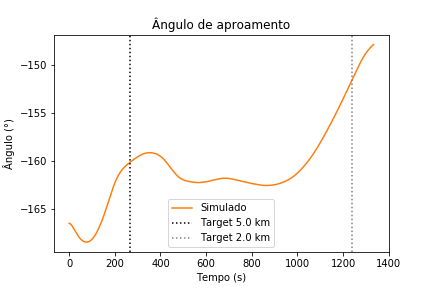 Ângulo de aproamento
Ângulo (°)
−150
−155
−160
−165
Simulado
Target 5.0 km
Target 2.0 km
0 200 400 600 800 1000 1200 1400
Tempo (s)